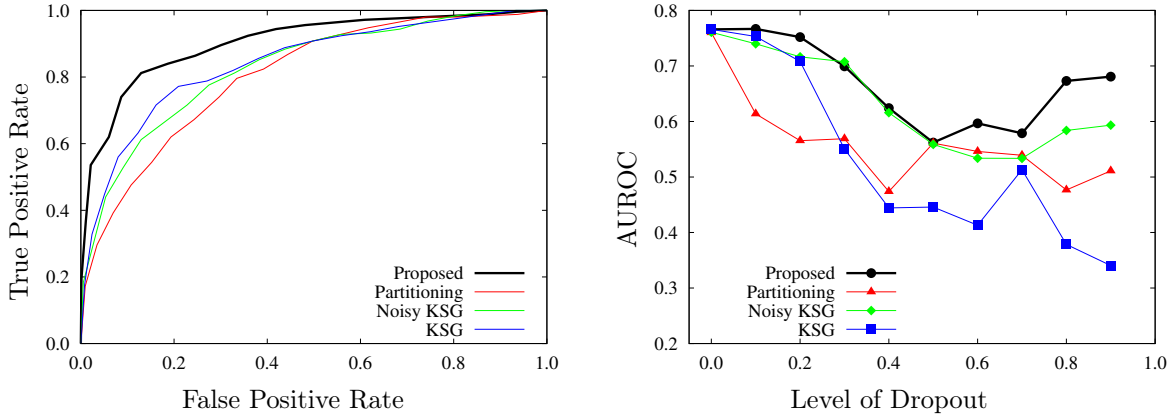 True Positive Rate
1.0
0.8
0.6
0.4
0.2
0.0
Proposed
Partitioning
Noisy KSG
KSG
0.0 0.2 0.4 0.6 0.8 1.0
False Positive Rate
AUROC
0.8
0.7
0.6
0.5
0.4
0.3
0.2
Proposed
Partitioning
Noisy KSG
KSG
0.0 0.2 0.4 0.6 0.8 1.0
Level of Dropout